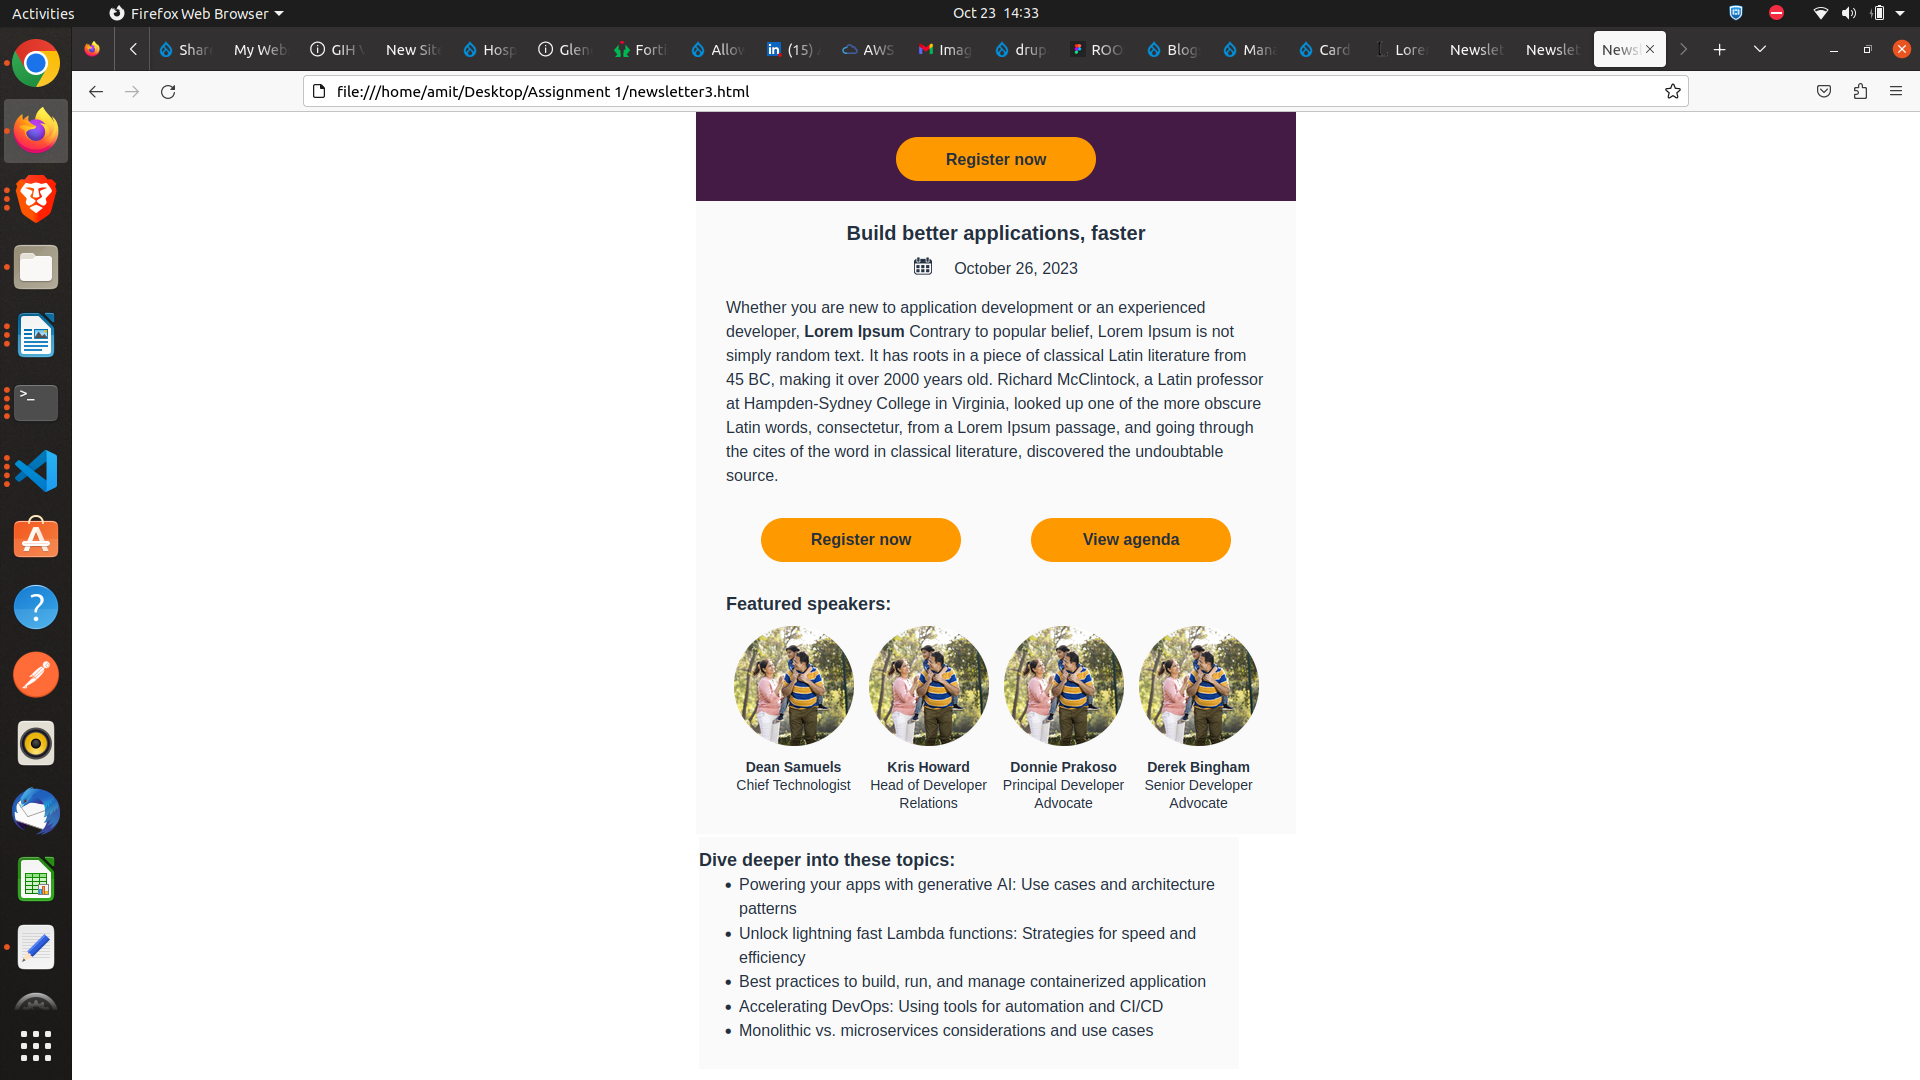 Activities
Firefox Web Browser
Oct 23 14:33
Shar
My Web
GIH
New Sit
Hosp
Glen
Forti
Allov
(15)
AWS
Imag
drup
ROO
Blog
Mana
Card
Lore
Newslet
Newslet
Newsl
file:///home/amit/Desktop/Assignment 1/newsletter3.html
Register now
Build better applications, faster
October 26, 2023
Whether you are new to application development or an experienced
developer, Lorem Ipsum Contrary to popular belief, Lorem Ipsum is not
simply random text. It has roots in a piece of classical Latin literature from
45 BC, making it over 2000 years old. Richard McClintock, a Latin professor
at Hampden-Sydney College in Virginia, looked up one of the more obscure
Latin words, consectetur, from a Lorem Ipsum passage, and going through
the cites of the word in classical literature, discovered the undoubtable
source.
Register now
View agenda
Featured speakers:
Dean Samuels
Chief Technologist
Kris Howard
Head of Developer
Relations
Donnie Prakoso
Principal Developer
Advocate
Derek Bingham
Senior Developer
Advocate
Dive deeper into these topics:
• Powering your apps with generative AI: Use cases and architecture
patterns
• Unlock lightning fast Lambda functions: Strategies for speed and
efficiency
• Best practices to build, run, and manage containerized application
• Accelerating DevOps: Using tools for automation and CI/CD
• Monolithic vs. microservices considerations and use cases